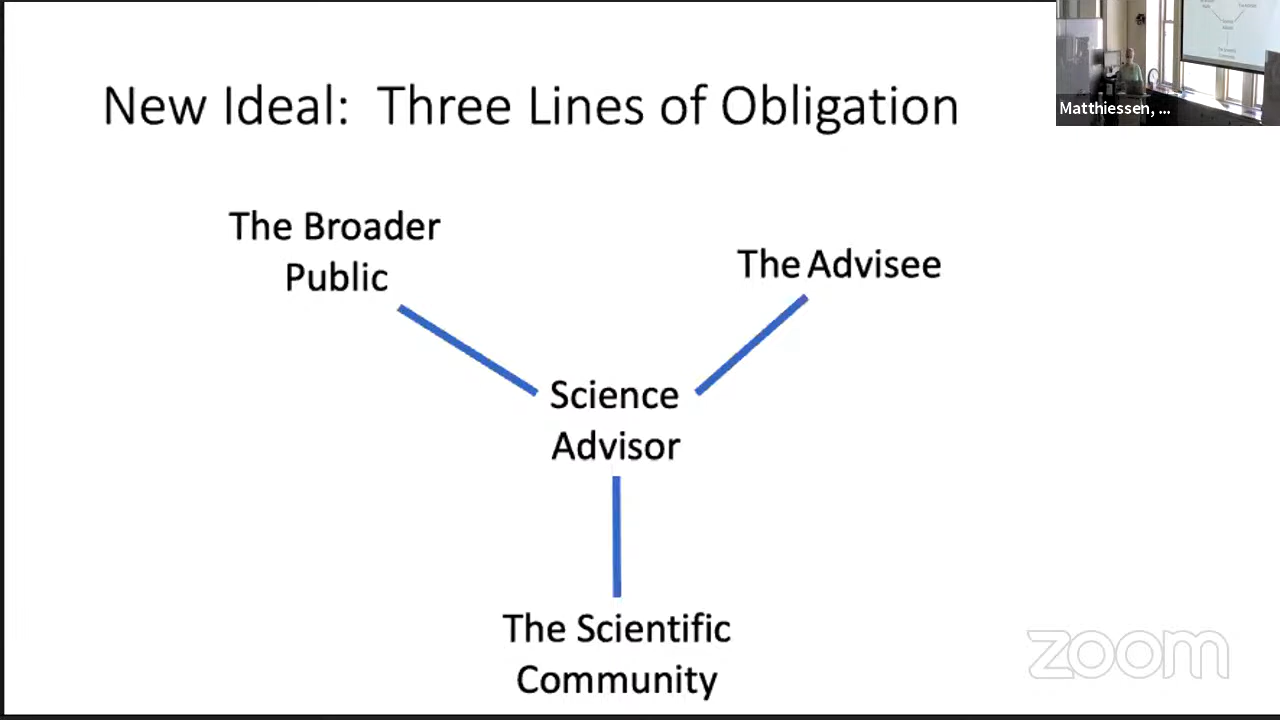 New Ideal: Three Lines of Obligation
Matthiessen, ...
The Broader
Public
The Advisee
Science
Advisor
The Scientific
Community
zoom